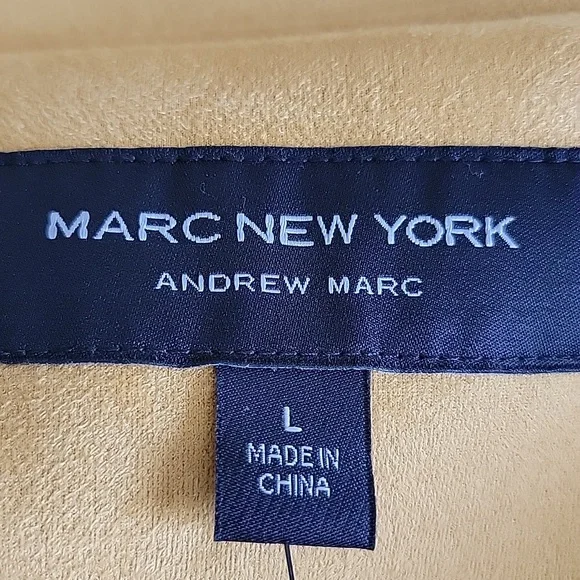 MARC NEW YORK
ANDREW MARC
L
MADE IN
CHINA